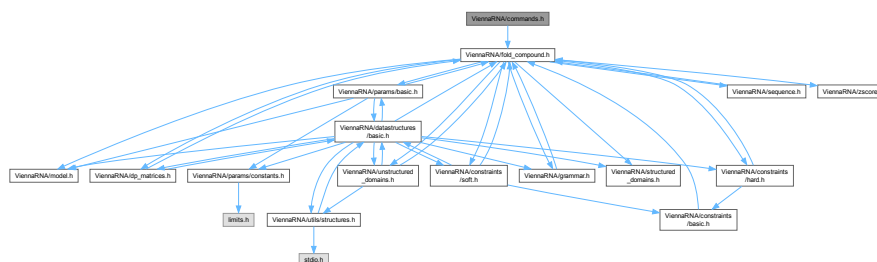 ViennaRNA/commands.h
ViennaRNA/fold_compound.h
ViennaRNA/params/basic.h
ViennaRNA/sequence.h
ViennaRNA/zscore
ViennaRNA/datastructures
/basic.h
ViennaRNA/model.h
ViennaRNA/dp_matrices.h
ViennaRNA/params/constants.h
ViennaRNA/unstructured
_domains.h
ViennaRNA/constraints
/soft.h
ViennaRNA/grammar.h
ViennaRNA/structured
_domains.h
ViennaRNA/constraints
/hard.h
limits.h
ViennaRNA/utils/structures.h
ViennaRNA/constraints
/basic.h
stdio.h